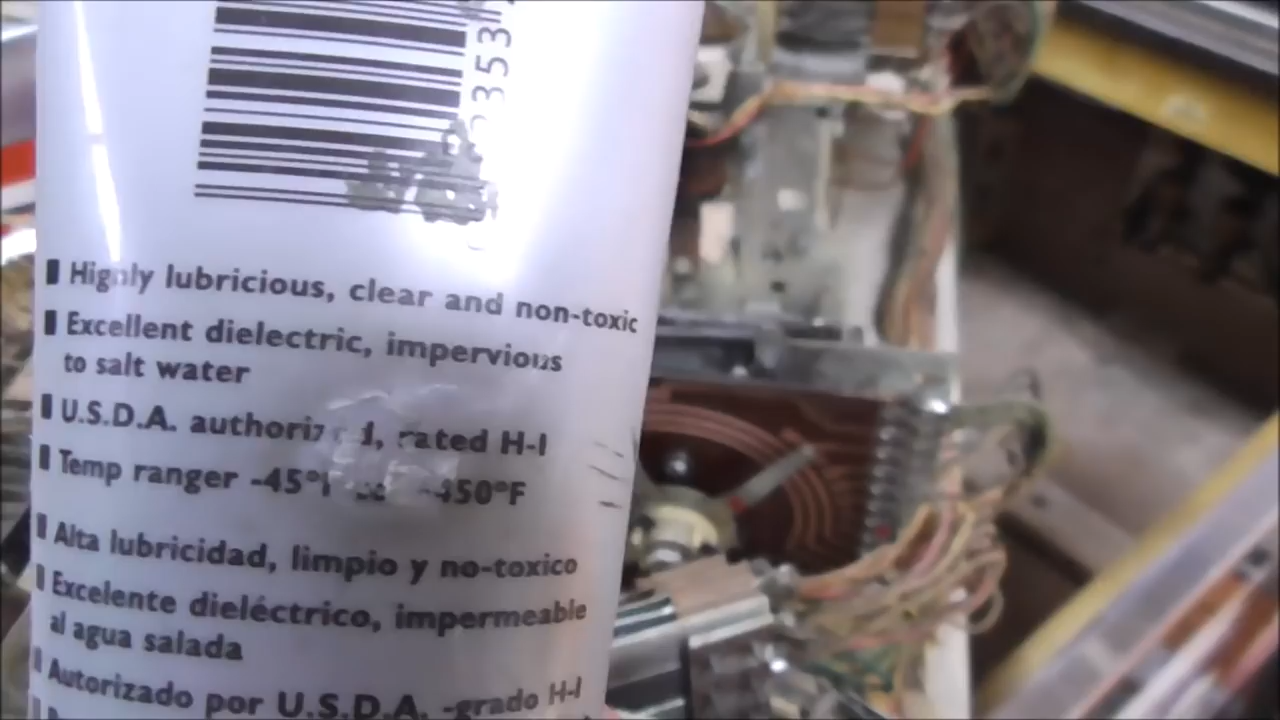 353
Highly lubricious, clear and non-toxic
Excellent dielectric, impervious
to salt water
U.S.D.A. authorized, rated H-1
Temp ranger -45°F 450°F
Alta lubricidad, limpio y no-toxico
Excelente dieléctrico, impermeable
al agua salada
Autorizado por U.S.D.A. -grado H-1